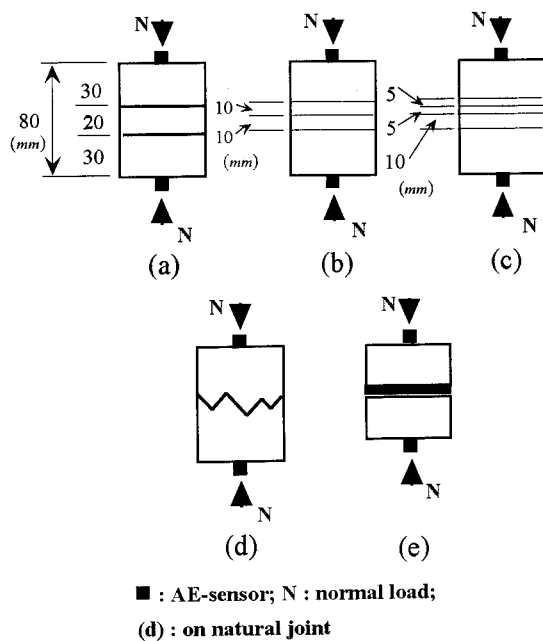 N N N
30
80 20
(mm)
30
10
10
(mm)
5
5
10
(mm)
N N N
(a) (b) (c)
N N
N N
(d) (e)
■ : AE-sensor; N : normal load;
(d) : on natural joint